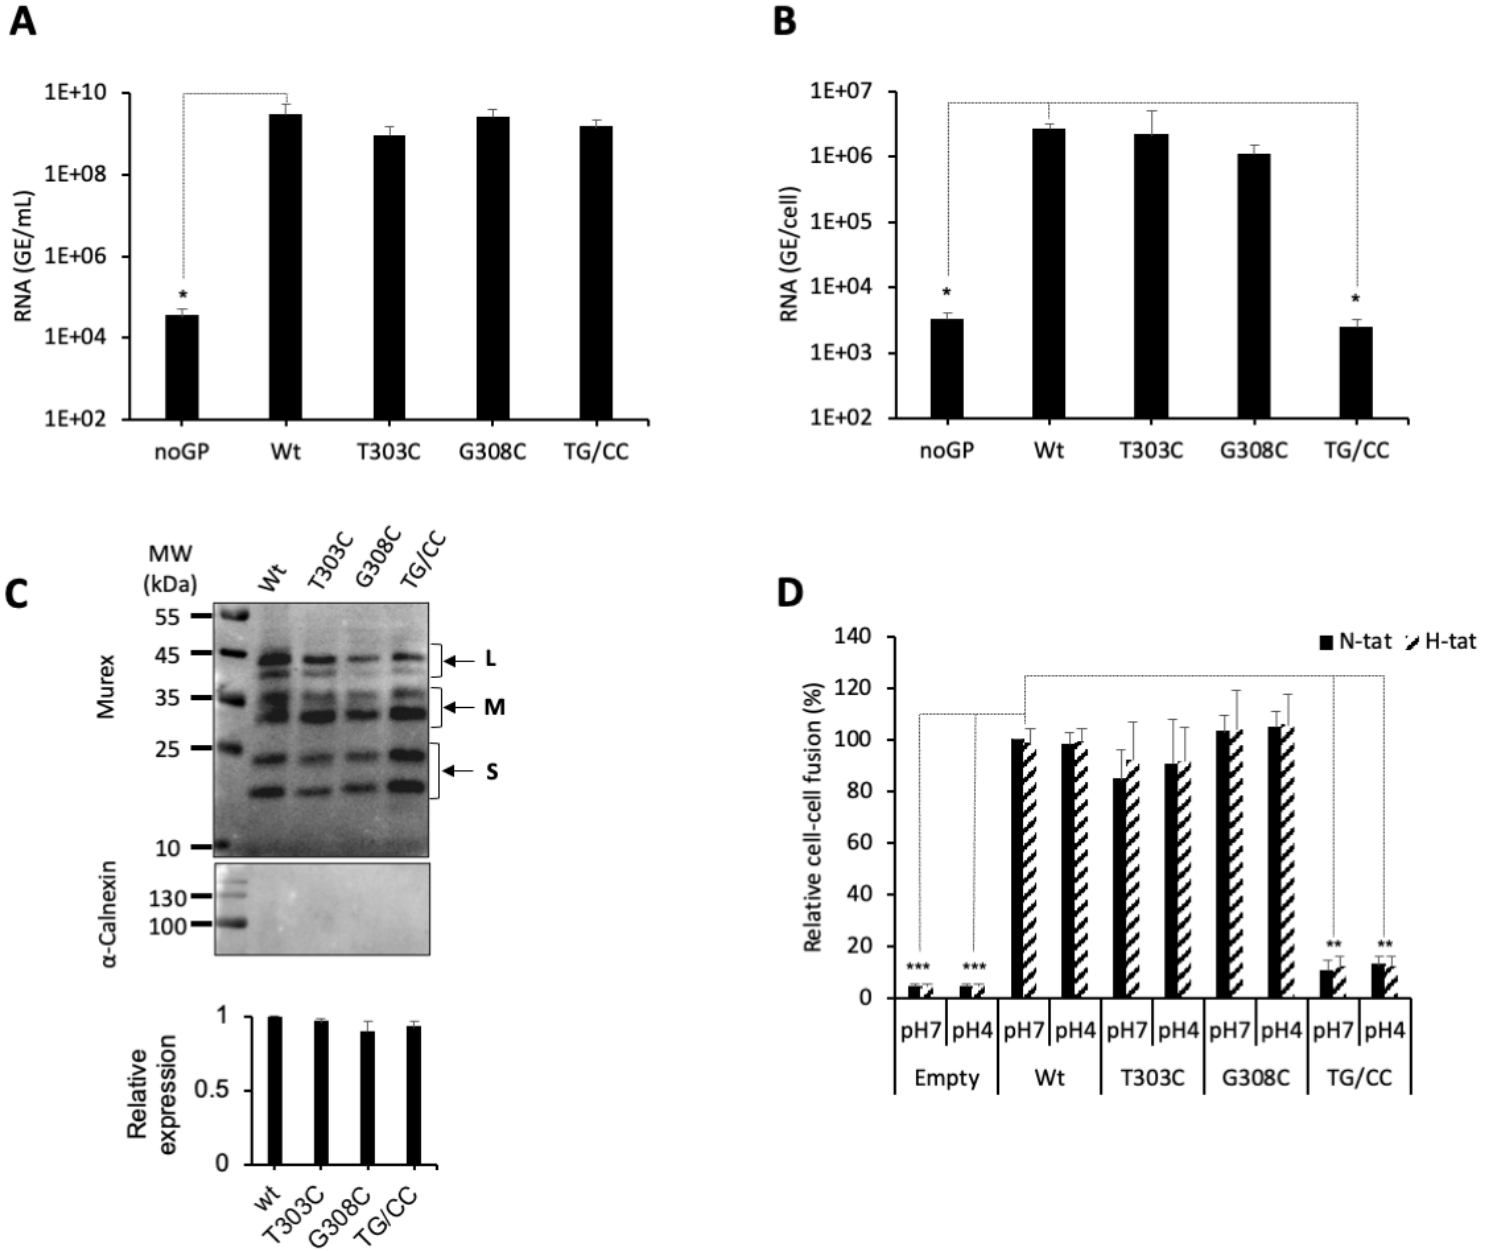 A
1E+10
1E+08
1E+06
1E+04
1E+02
RNA (GE/mL)
*
noGP Wt T303C G308C TG/CC
B
1E+07
1E+06
1E+05
1E+04
1E+03
1E+02
RNA (GE/cell)
* *
noGP Wt T303C G308C TG/CC
C
MW
(kDa)
Wt T303C G308C TG/CC
55
45
35
25
10
Murex
L
M
S
130
100
α-Calnexin
1
0.5
0
Relative
expression
wt T303C G308C TG/CC
D
N-tat H-tat
140
120
100
80
60
40
20
0
Relative cell-cell fusion (%)
*** *** ** **
pH7 pH4 pH7 pH4 pH7 pH4 pH7 pH4 pH7 pH4
Empty Wt T303C G308C TG/CC